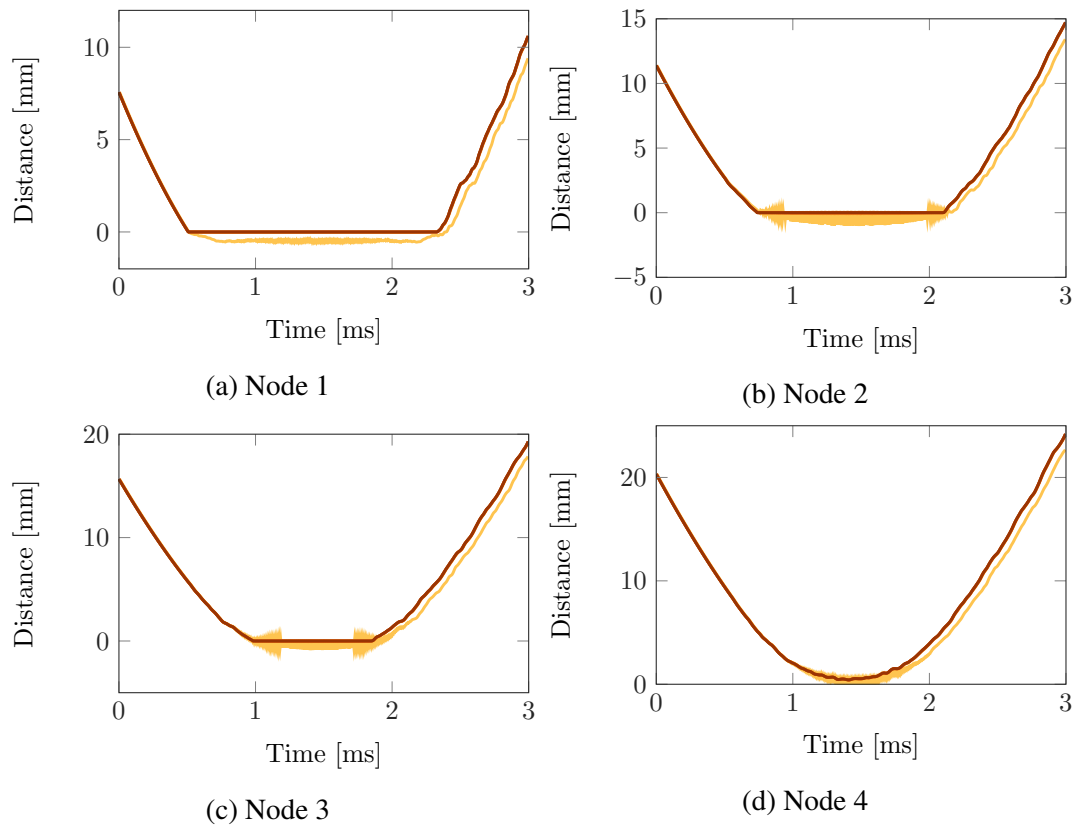 Distance [mm]
10
5
0
0 1 2 3
Time [ms]
(a) Node 1
Distance [mm]
15
10
5
0
−5
0 1 2 3
Time [ms]
(b) Node 2
Distance [mm]
20
10
0
0 1 2 3
Time [ms]
(c) Node 3
Distance [mm]
20
10
0
0 1 2 3
Time [ms]
(d) Node 4